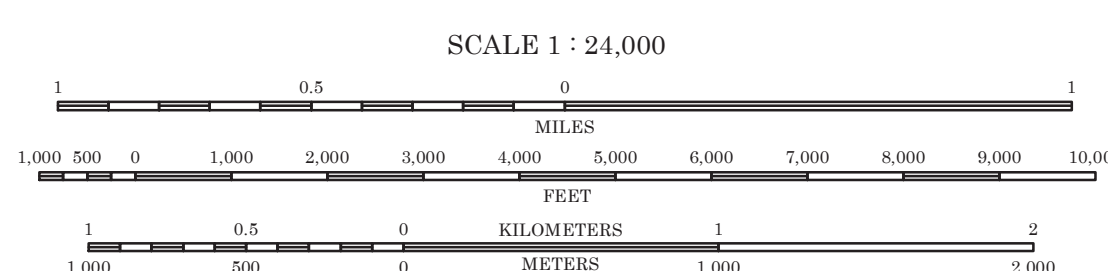 SCALE 1 : 24,000
1 0.5 0 1
MILES
1,000 500 0 1,000 2,000 3,000 4,000 5,000 6,000 7,000 8,000 9,000 10,00
FEET
1 0.5 0 KILOMETERS 1 2
1 000 500 0 METERS 1 000 2 000